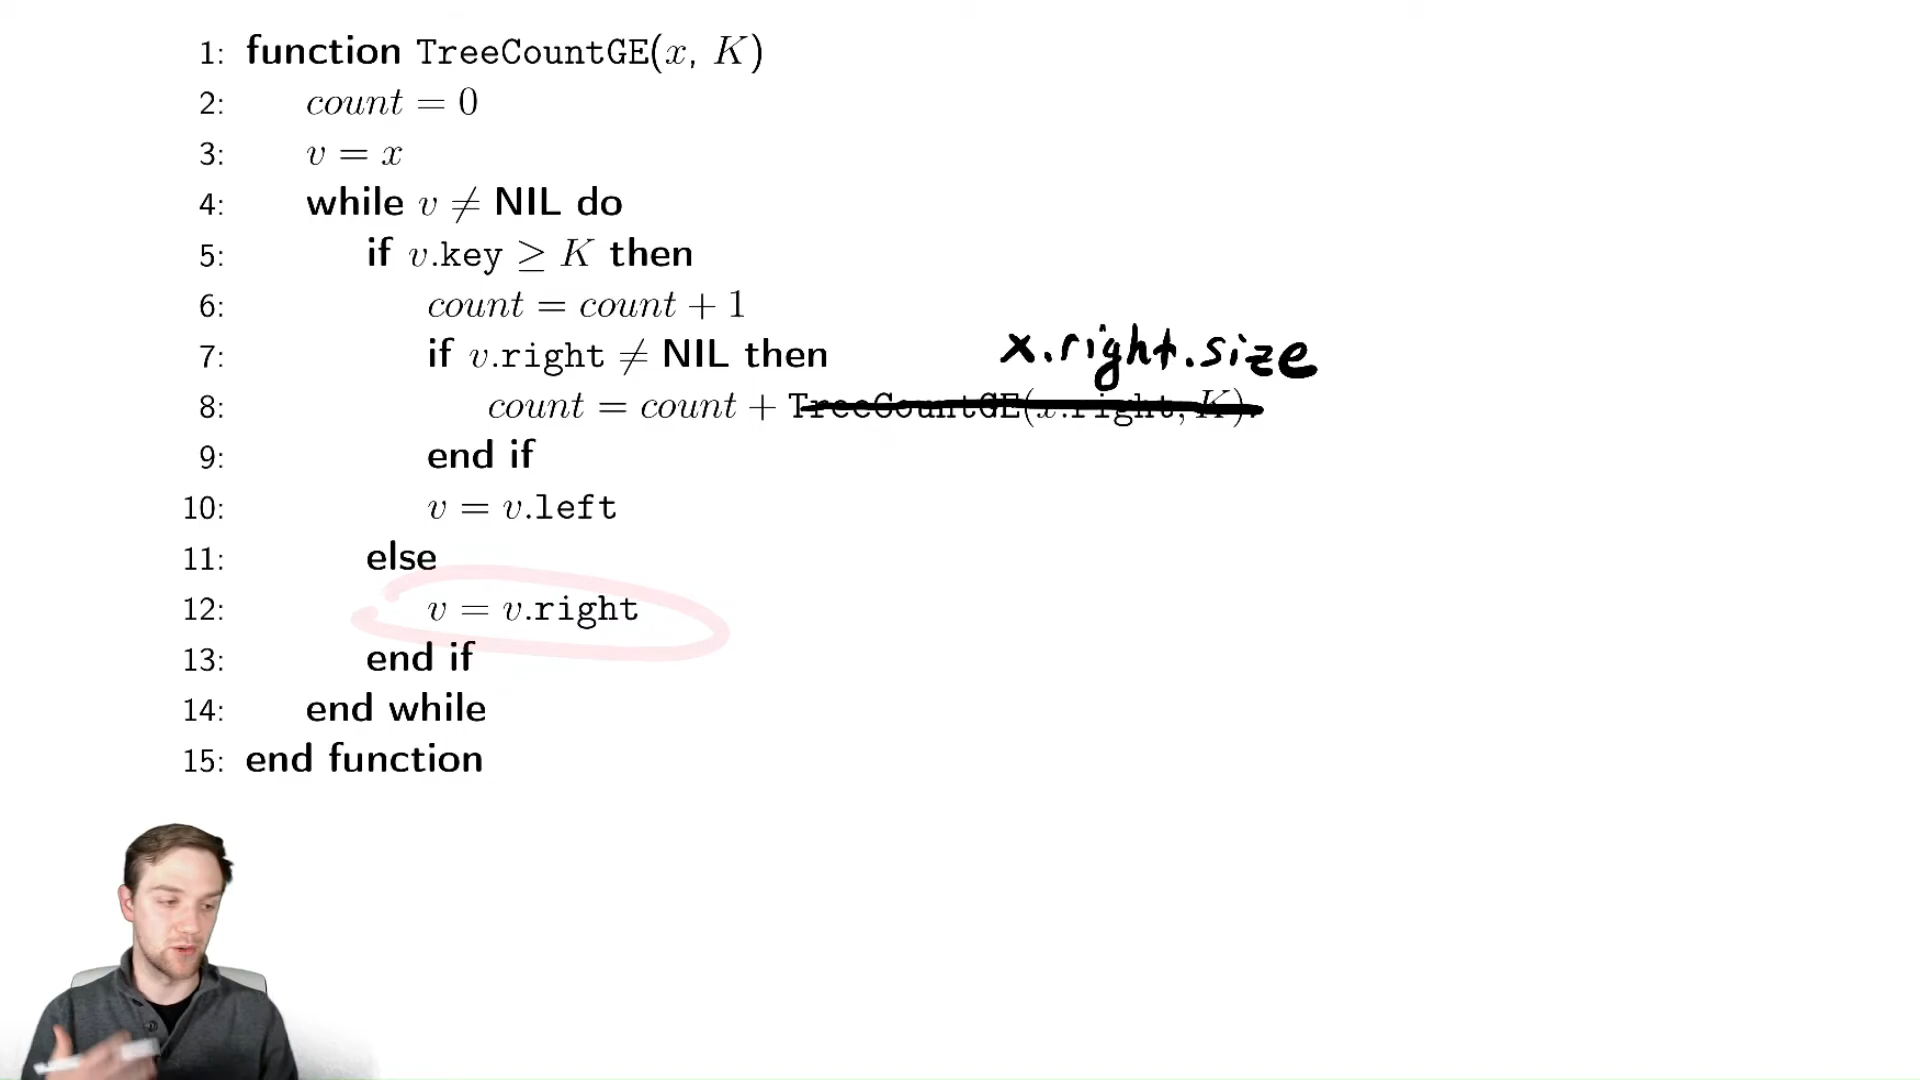 1: function TreeCountGE(x, K)
2: count = 0
3: v = x
4: while v ≠ NIL do
5: if v.key ≥ K then
6: count = count + 1
7: if v.right ≠ NIL then
x.right.size
8: count = count + TreeCountGE(x.right, K).
9: end if
10: v = v.left
11: else
12: v = v.right
13: end if
14: end while
15: end function